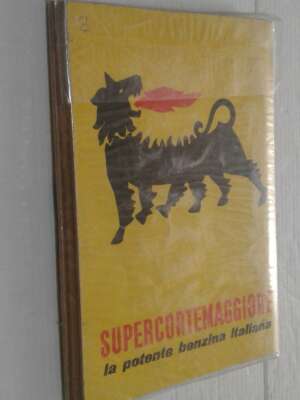 SUPERCORTEMAGGIORE
la potente benzina italiana